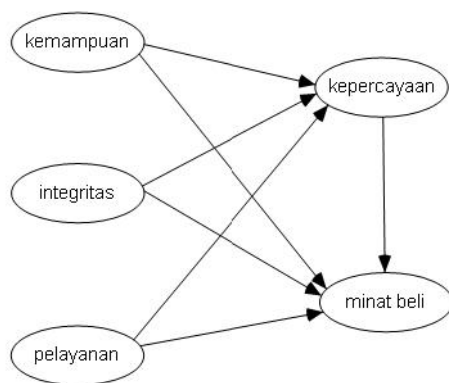 kemampuan
kepercayaan
integritas
minat beli
pelayanan